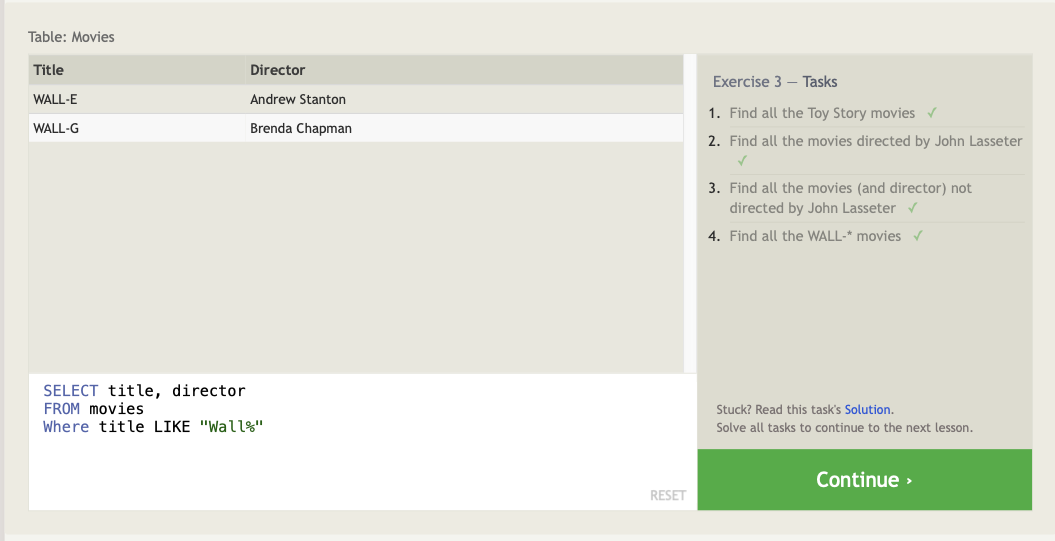 Table: Movies
Title Director
WALL-E Andrew Stanton
WALL-G Brenda Chapman
SELECT title, director
FROM movies
Where title LIKE "Wall%"
RESET
Exercise 3 — Tasks
1. Find all the Toy Story movies ✓
2. Find all the movies directed by John Lasseter
✓
3. Find all the movies (and director) not
directed by John Lasseter ✓
4. Find all the WALL-* movies ✓
Stuck? Read this task's Solution.
Solve all tasks to continue to the next lesson.
Continue ›